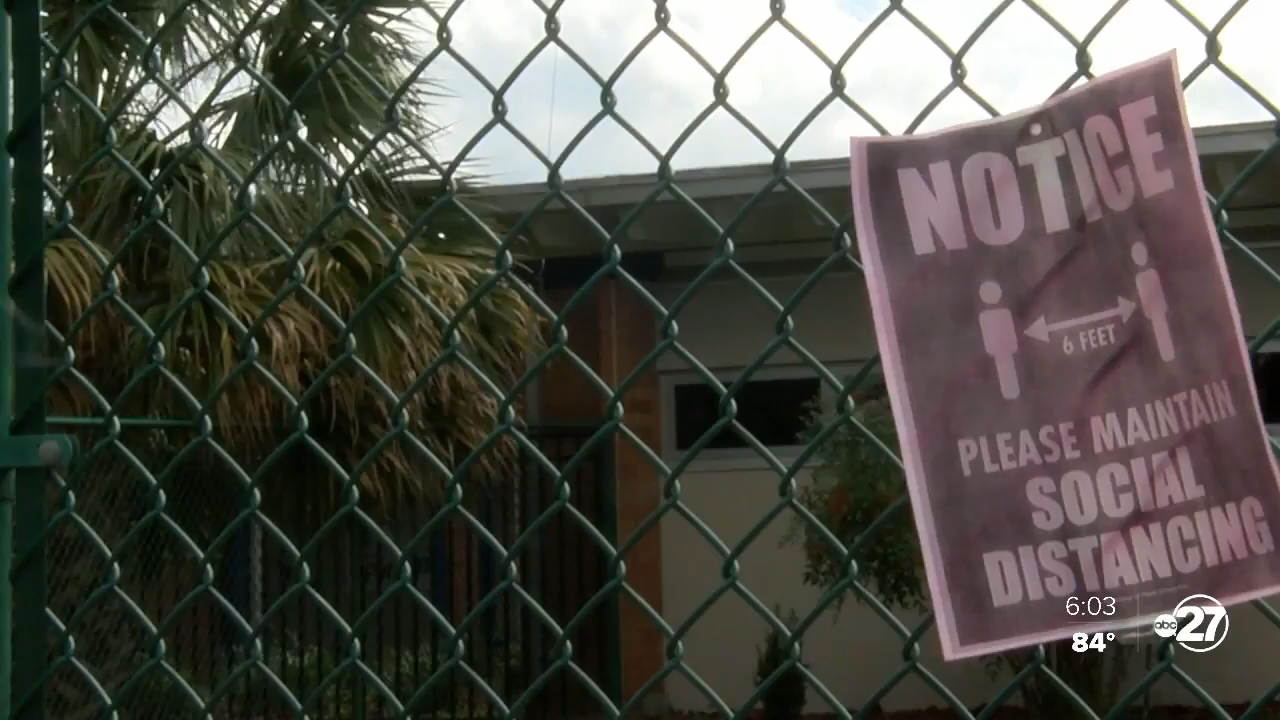 NOTICE
6 FEET
PLEASE MAINTAIN
SOCIAL
DISTANCING
6:03
84°
abc 27